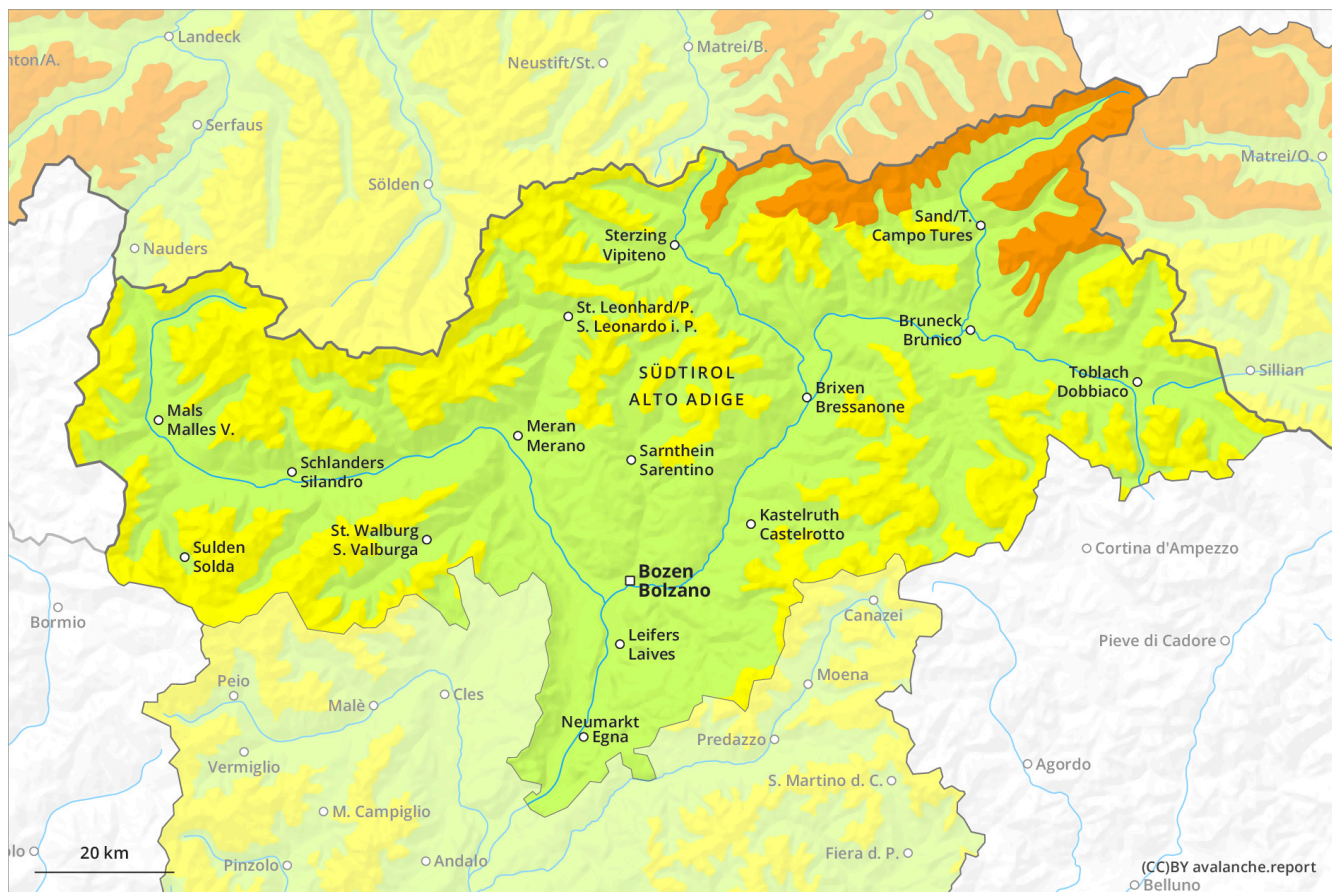 Landeck
nton/A.
Matrei/B.
Neustift/St.
Serfaus
Matrei/O.
Sölden
Nauders
Sand/T.
Campo Tures
Sterzing
Vipiteno
St. Leonhard/P.
S. Leonardo i. P.
Bruneck
Brunico
SÜDTIROL
ALTO ADIGE
Toblach
Dobbiaco
Sillian
Brixen
Bressanone
Mals
Malles V.
Meran
Merano
Sarnthein
Sarentino
Schlanders
Silandro
Kastelruth
Castelrotto
St. Walburg
S. Valburga
Sulden
Solda
Cortina d'Ampezzo
Bozen
Bolzano
Bormio
Canazei
Leifers
Laives
Pieve di Cadore
Peio
Moena
Malè
Cles
Neumarkt
Egna
Predazzo
Vermiglio
Agordo
S. Martino d. C.
M. Campiglio
olo
20 km
Pinzolo
Andalo
Fiera d. P.
(CC)BY avalanche.report
Belluno